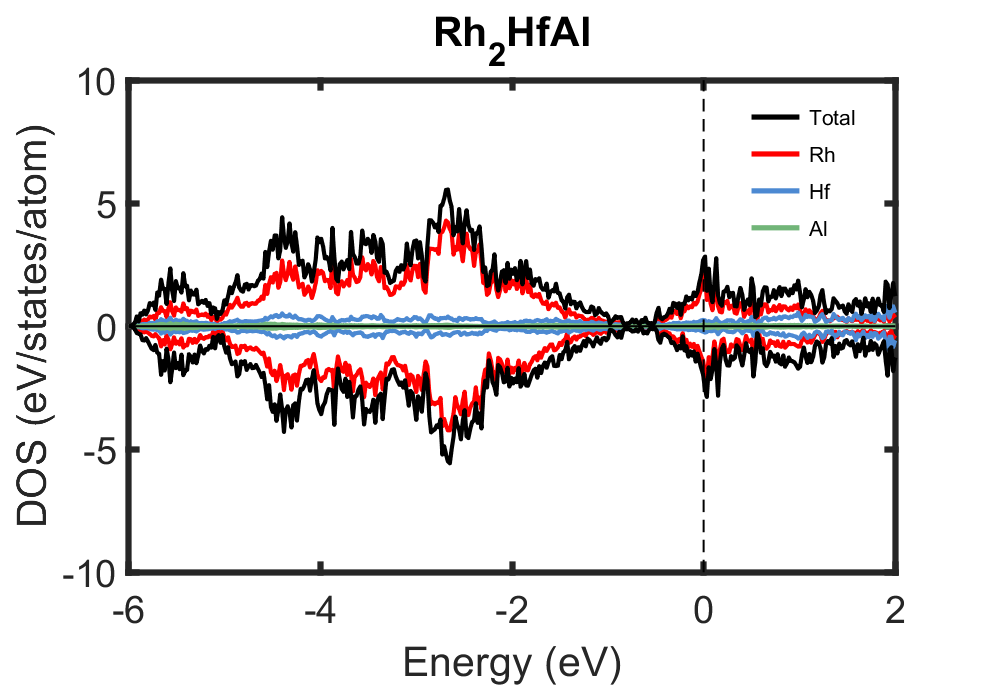 Rh2HfAl
10
5
0
-5
-10
DOS (eV/states/atom)
Total
Rh
Hf
Al
-6 -4 -2 0 2
Energy (eV)